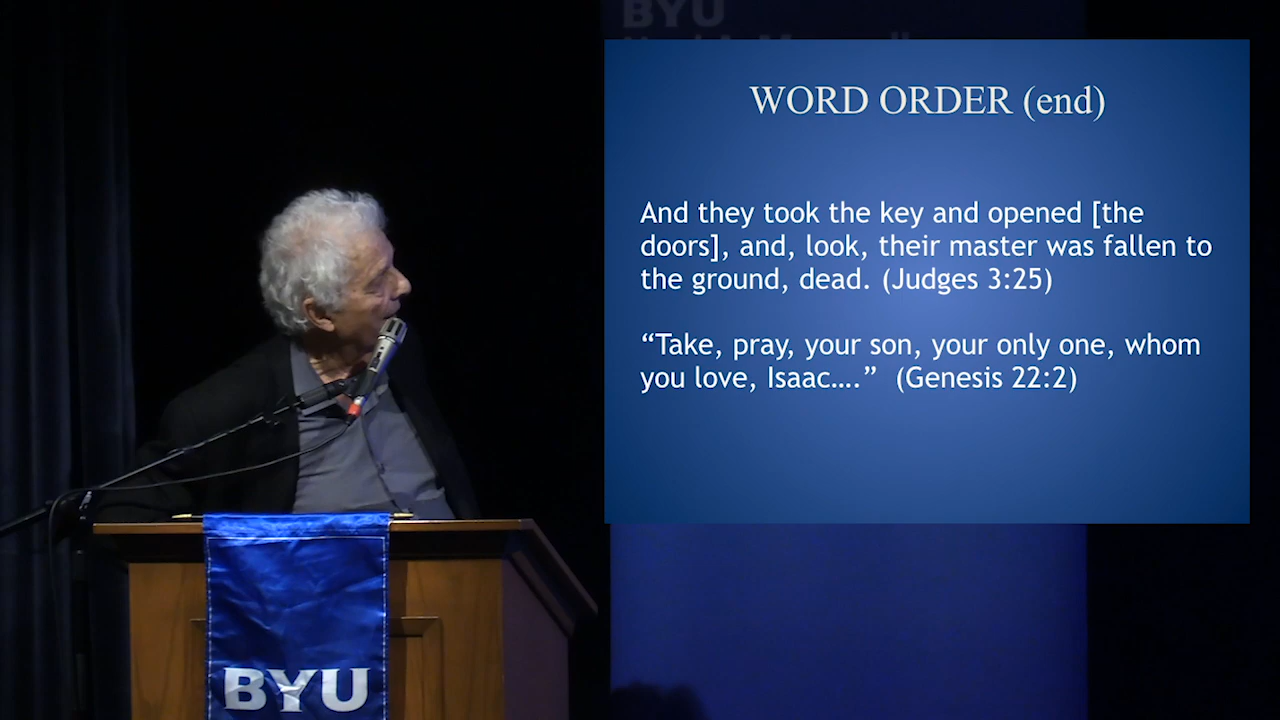 BYU
WORD ORDER (end)
And they took the key and opened [the
doors], and, look, their master was fallen to
the ground, dead. (Judges 3:25)
“Take, pray, your son, your only one, whom
you love, Isaac….” (Genesis 22:2)
BYU